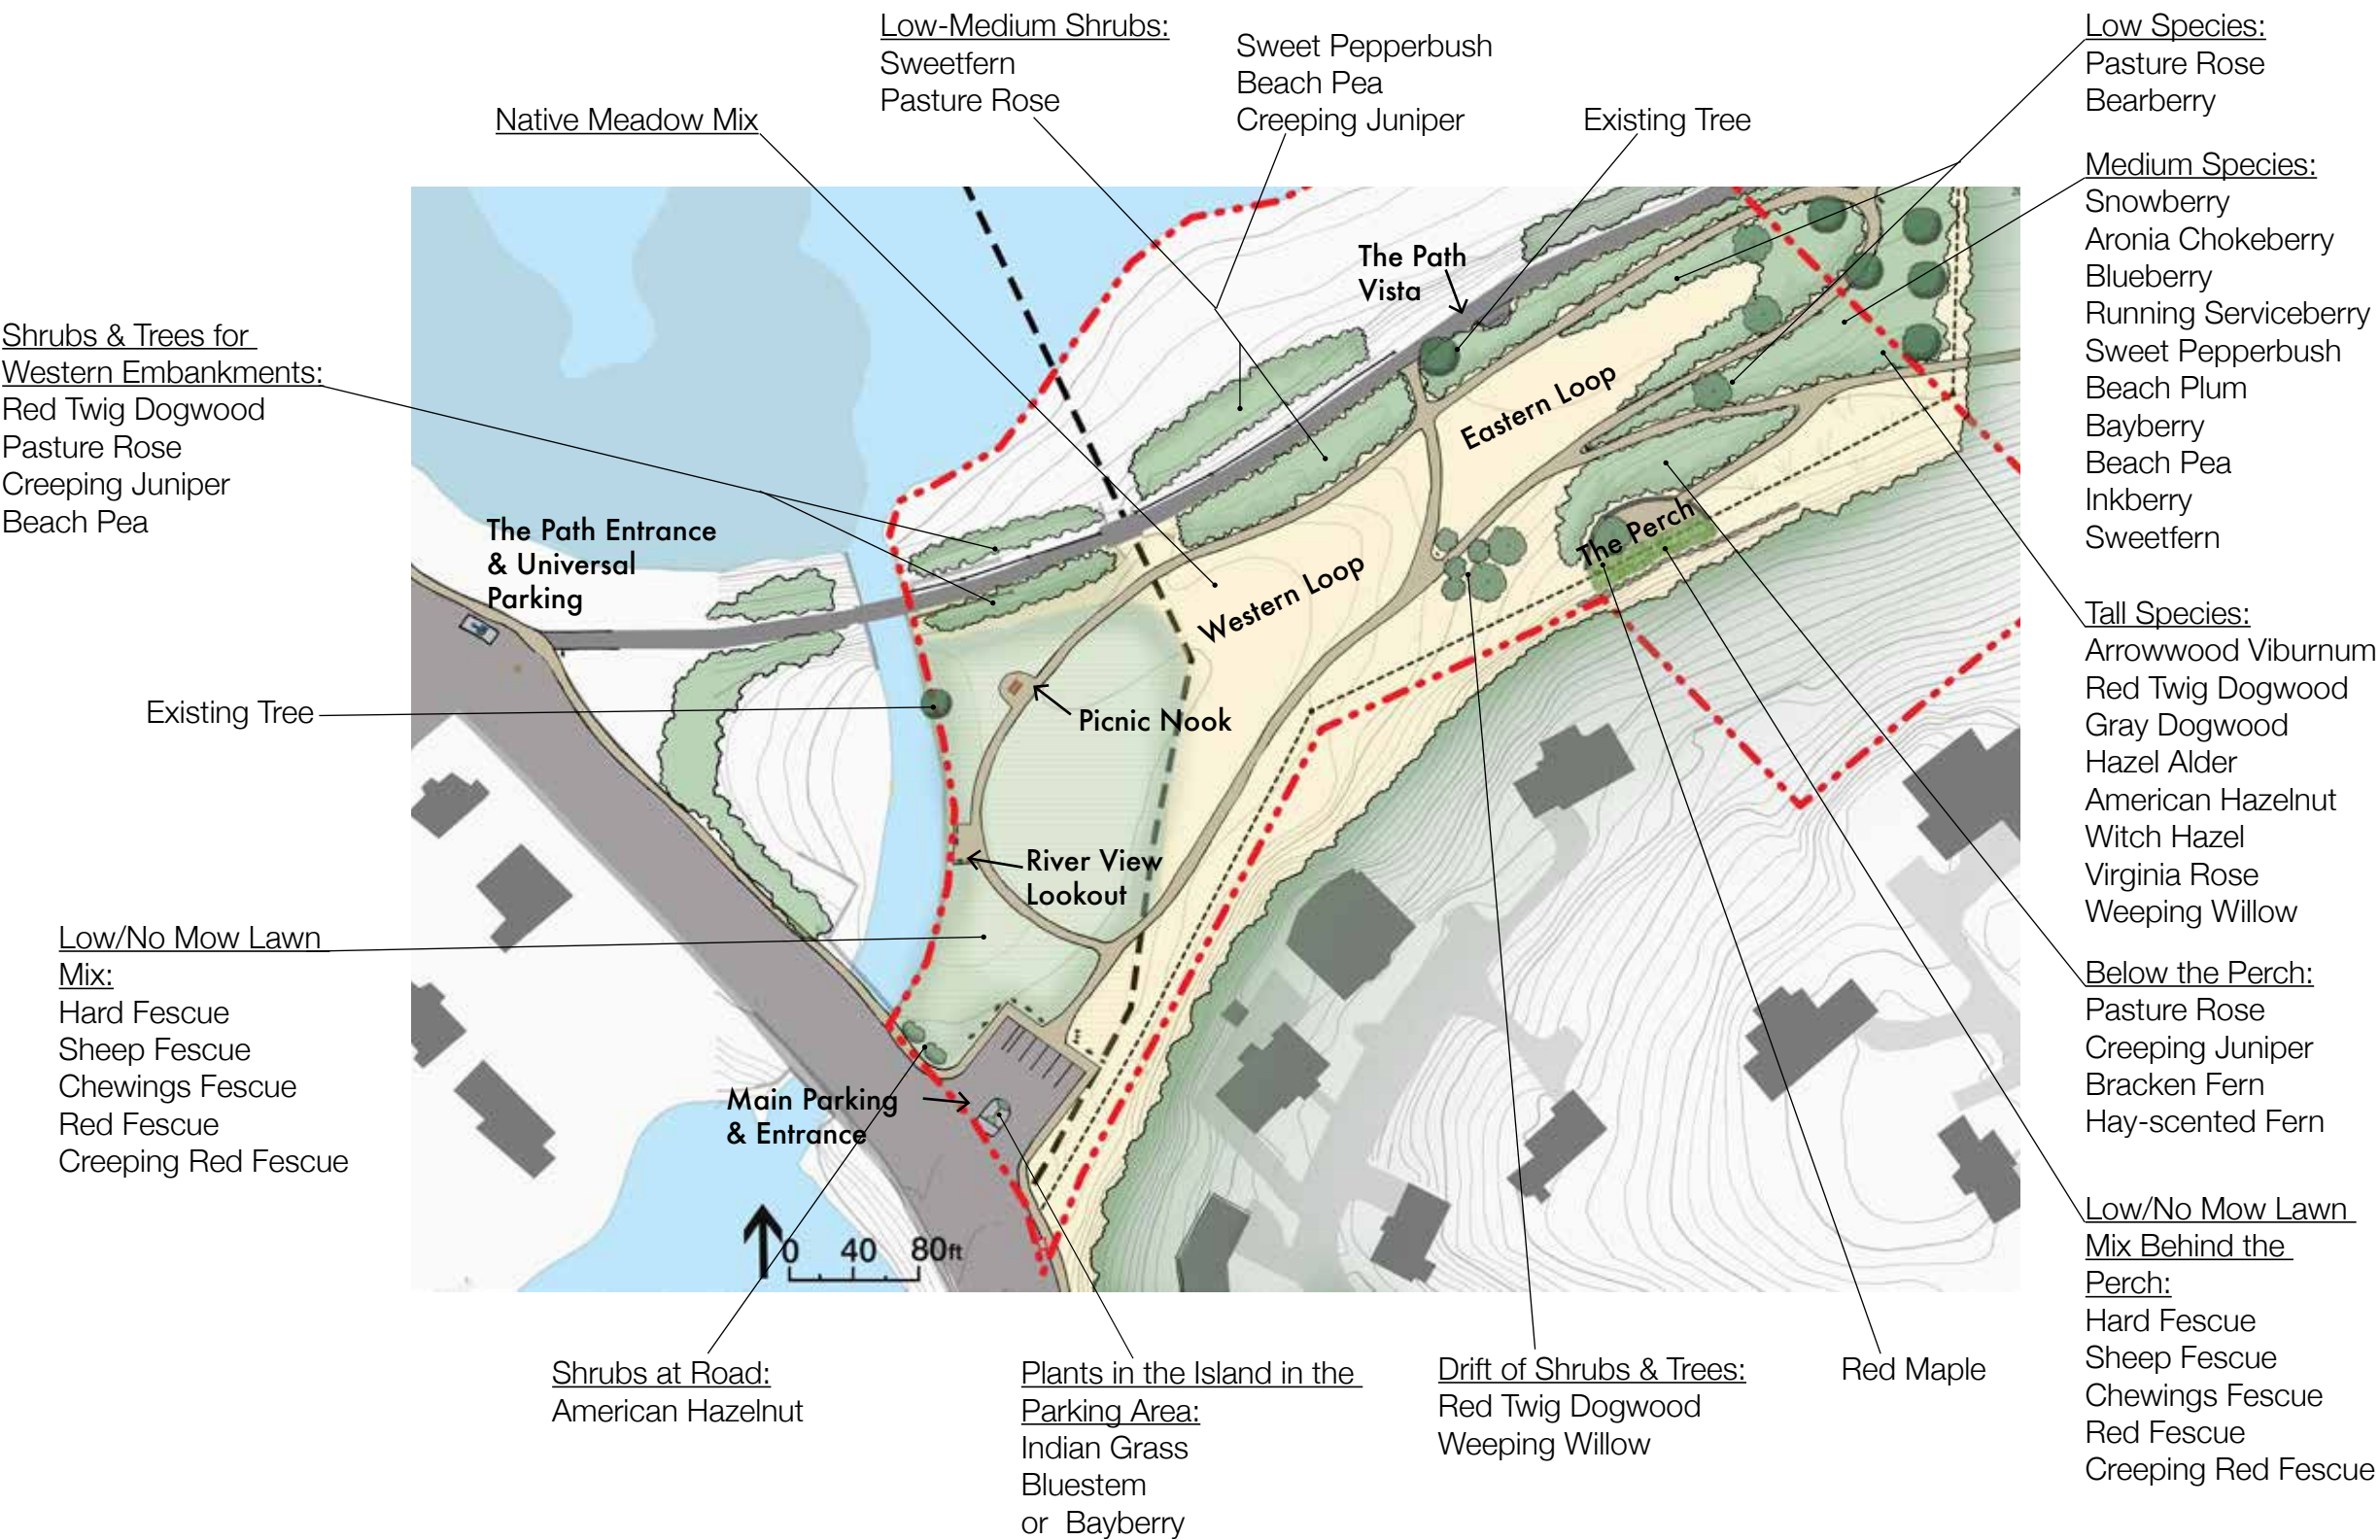 Low-Medium Shrubs:
Sweetfern
Pasture Rose
Sweet Pepperbush
Beach Pea
Creeping Juniper
Native Meadow Mix
Existing Tree
Low Species:
Pasture Rose
Bearberry
Medium Species:
Snowberry
Aronia Chokeberry
Blueberry
Running Serviceberry
Sweet Pepperbush
Beach Plum
Bayberry
Beach Pea
Inkberry
Sweetfern
Shrubs & Trees for
Western Embankments:
Red Twig Dogwood
Pasture Rose
Creeping Juniper
Beach Pea
The Path
Vista
Eastern Loop
The Path Entrance
& Universal
Parking
The Perch
Western Loop
Existing Tree
Picnic Nook
River View
Lookout
Tall Species:
Arrowwood Viburnum
Red Twig Dogwood
Gray Dogwood
Hazel Alder
American Hazelnut
Witch Hazel
Virginia Rose
Weeping Willow
Low/No Mow Lawn
Mix:
Hard Fescue
Sheep Fescue
Chewings Fescue
Red Fescue
Creeping Red Fescue
Below the Perch:
Pasture Rose
Creeping Juniper
Bracken Fern
Hay-scented Fern
Main Parking
& Entrance
0 40 80ft
Low/No Mow Lawn
Mix Behind the
Perch:
Hard Fescue
Sheep Fescue
Chewings Fescue
Red Fescue
Creeping Red Fescue
Shrubs at Road:
American Hazelnut
Plants in the Island in the
Parking Area:
Indian Grass
Bluestem
or Bayberry
Drift of Shrubs & Trees:
Red Twig Dogwood
Weeping Willow
Red Maple